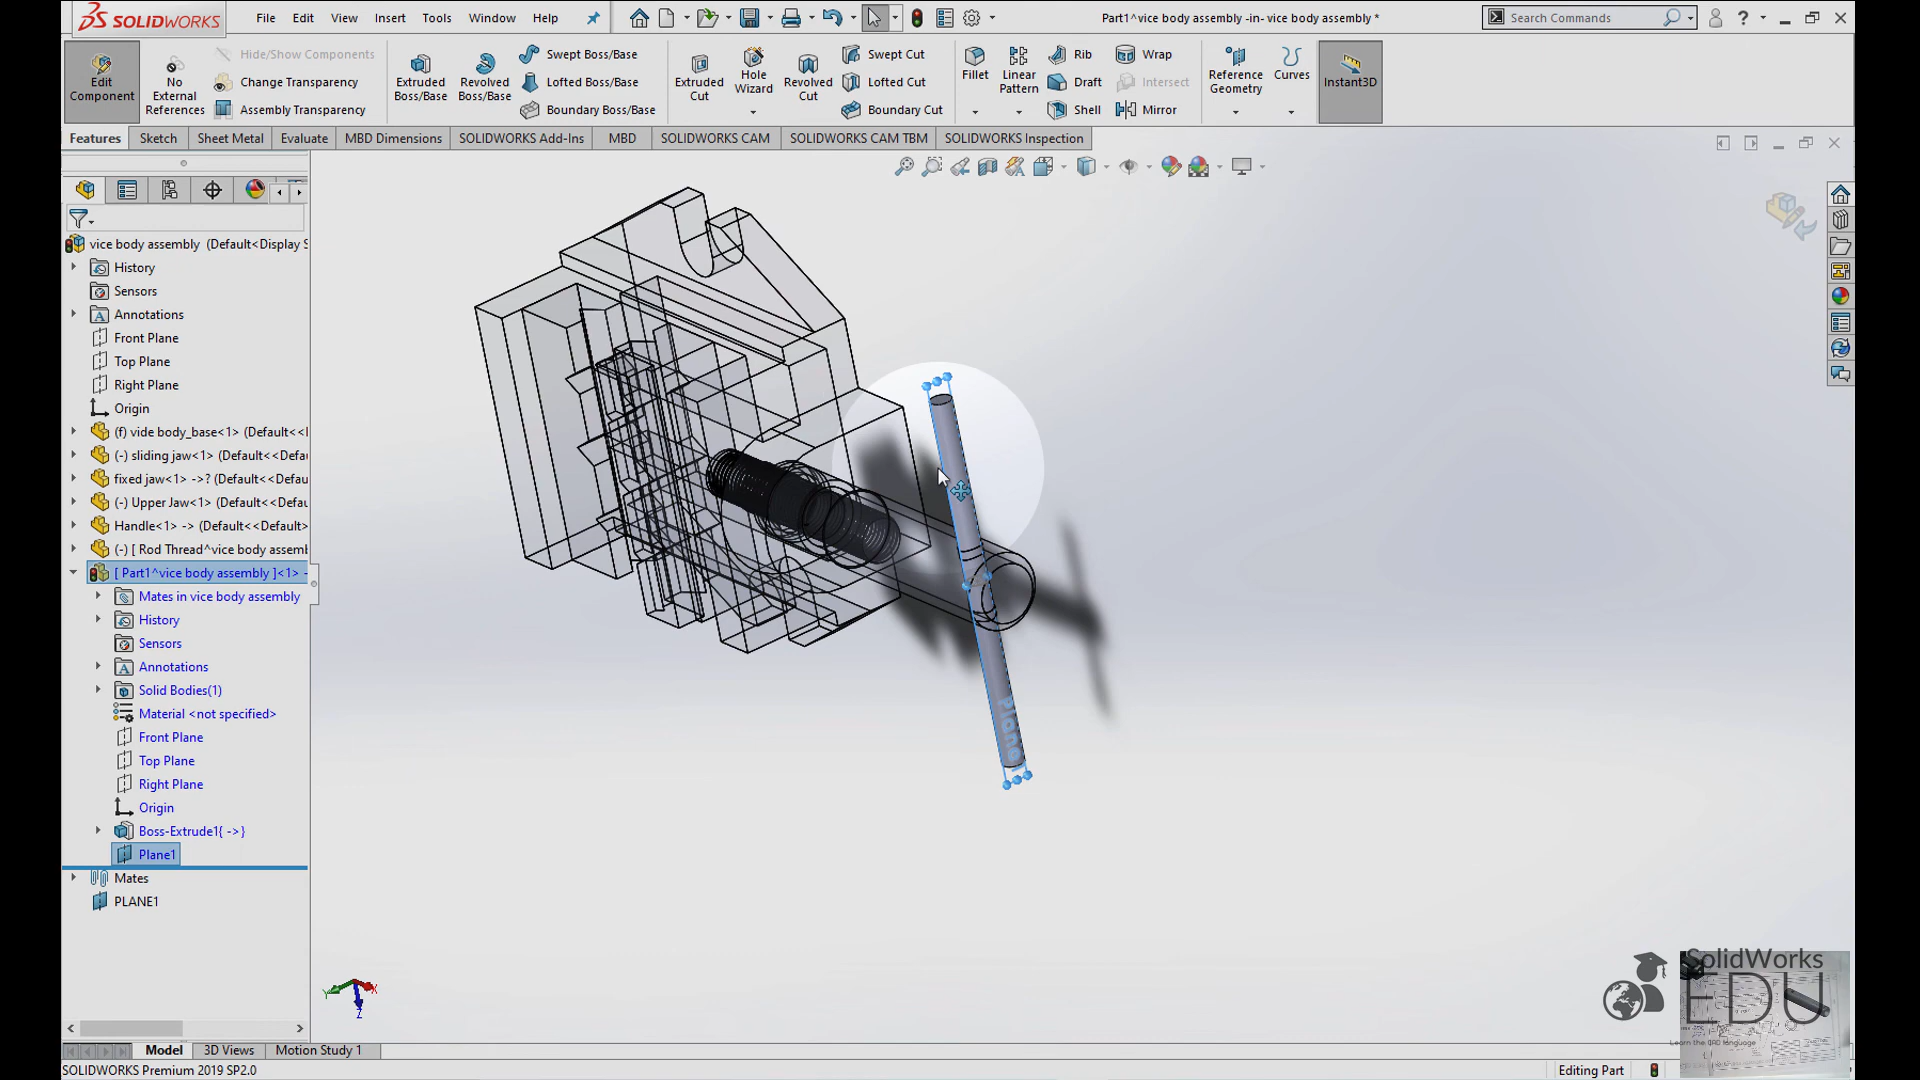 SOLIDWORKS
File
Edit
View
Insert
Tools
Window
Help
Part1^vice body assembly -in- vice body assembly *
Search Commands
Edit
Component
No
External
References
Hide/Show Components
Change Transparency
Assembly Transparency
Extruded
Boss/Base
Revolved
Boss/Base
Swept Boss/Base
Lofted Boss/Base
Boundary Boss/Base
Extruded
Cut
Hole
Wizard
Revolved
Cut
Swept Cut
Lofted Cut
Boundary Cut
Fillet
Linear
Pattern
Rib
Draft
Shell
Wrap
Intersect
Mirror
Reference
Geometry
Curves
Instant3D
Features
Sketch
Sheet Metal
Evaluate
MBD Dimensions
SOLIDWORKS Add-Ins
MBD
SOLIDWORKS CAM
SOLIDWORKS CAM TBM
SOLIDWORKS Inspection
vice body assembly (Default<Display S
History
Sensors
Annotations
Front Plane
Top Plane
Right Plane
Origin
(f) vide body_base<1> (Default<<
(-) sliding jaw<1> (Default<<Defau
fixed jaw<1> ->? (Default<<Defa
(-) Upper Jaw<1> (Default<<Defau
Handle<1> -> (Default<<Default>
(-) [ Rod Thread^vice body assemb
[ Part1^vice body assembly ]<1> -
Mates in vice body assembly
History
Sensors
Annotations
Solid Bodies(1)
Material <not specified>
Front Plane
Top Plane
Right Plane
Origin
Boss-Extrude1{ ->}
Plane1
Mates
PLANE1
Plane1
Y
X
Z
SolidWorks
EDU
Learn the CAD language
Model
3D Views
Motion Study 1
SOLIDWORKS Premium 2019 SP2.0
Editing Part